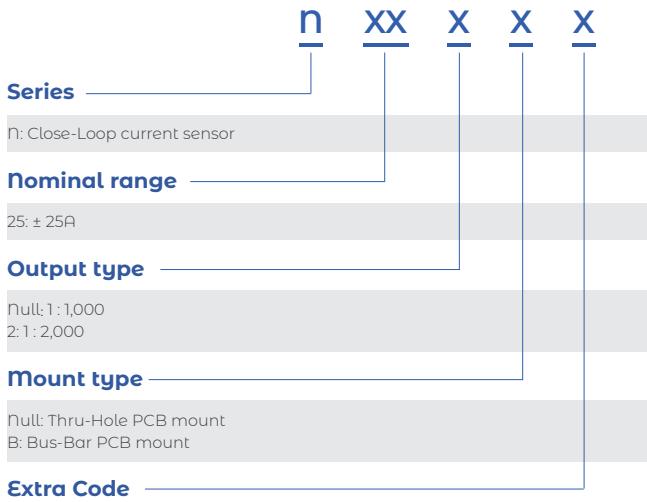 n xx x x x
Series
N: Close-Loop current sensor
Nominal range
25: ± 25A
Output type
Null: 1 : 1,000
2: 1 : 2,000
Mount type
Null: Thru-Hole PCB mount
B: Bus-Bar PCB mount
Extra Code